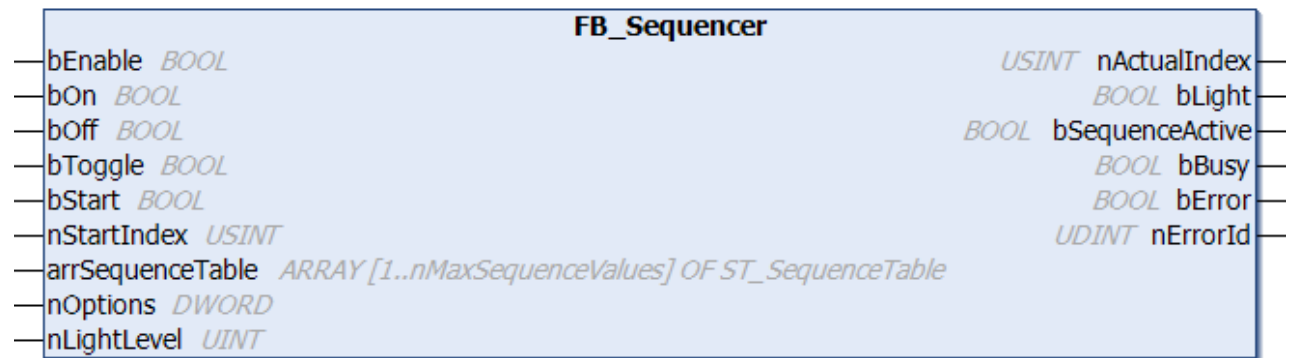 FB_Sequencer
bEnable BOOL USINT nActualIndex
bOn BOOL BOOL bLight
bOff BOOL BOOL bSequenceActive
bToggle BOOL BOOL bBusy
bStart BOOL BOOL bError
nStartIndex USINT UDINT nErrorId
arrSequenceTable ARRAY [1..nMaxSequenceValues] OF ST_SequenceTable
nOptions DWORD
nLightLevel UINT